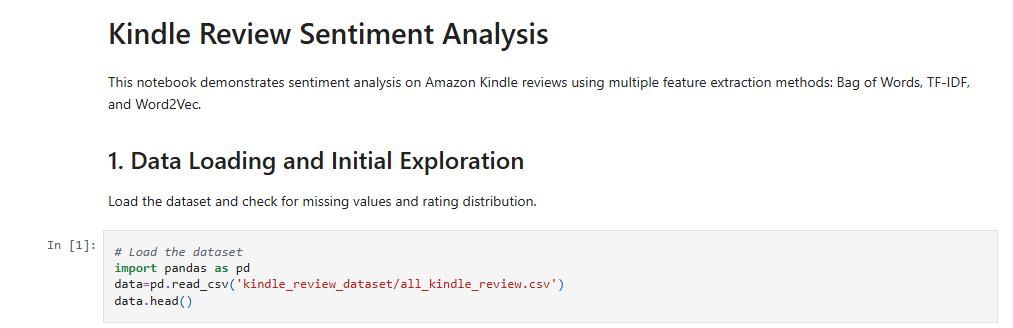 Kindle Review Sentiment Analysis
This notebook demonstrates sentiment analysis on Amazon Kindle reviews using multiple feature extraction methods: Bag of Words, TF-IDF,
and Word2Vec.
1. Data Loading and Initial Exploration
Load the dataset and check for missing values and rating distribution.
In [1]:
# Load the dataset
import pandas as pd
data=pd.read_csv('kindle_review_dataset/all_kindle_review.csv')
data.head()